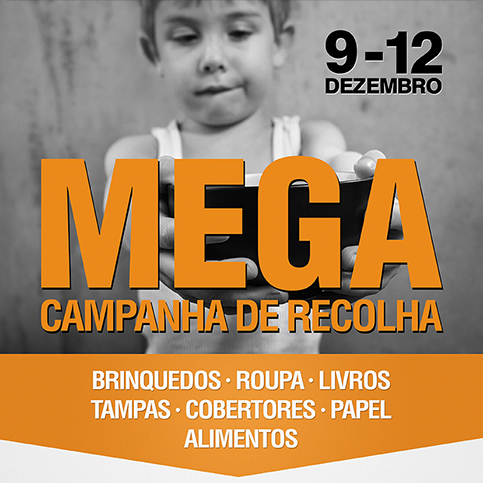 9-12
DEZEMBRO
MEGA
CAMPANHA DE RECOLHA
BRINQUEDOS · ROUPA · LIVROS
TAMPAS · COBERTORES · PAPEL
ALIMENTOS